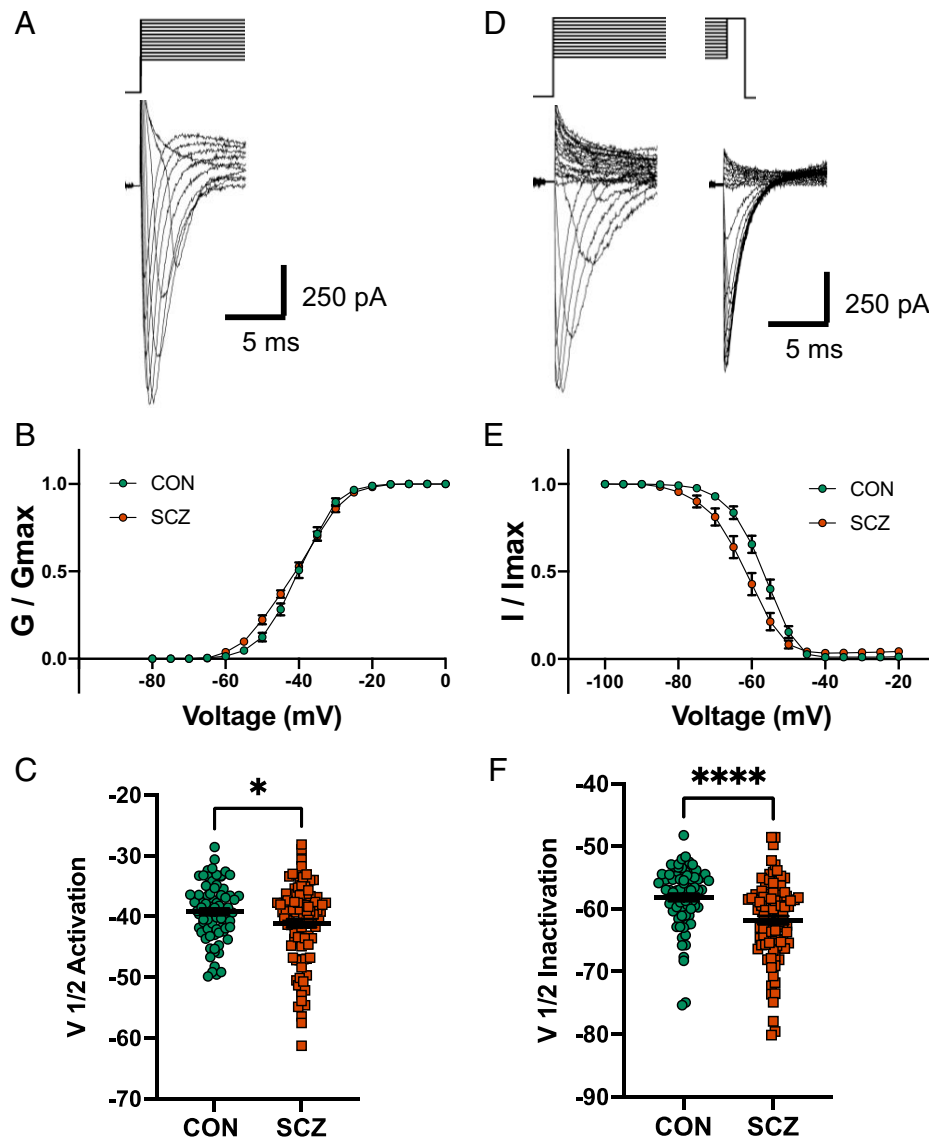 A
250 pA
5 ms
B
G / Gmax
1.0
0.5
0.0
CON
SCZ
-80 -60 -40 -20 0
Voltage (mV)
C
V 1/2 Activation
-20
-30
-40
-50
-60
-70
*
CON SCZ
D
250 pA
5 ms
E
I / Imax
1.0
0.5
0.0
CON
SCZ
-100 -80 -60 -40 -20
Voltage (mV)
F
V 1/2 Inactivation
-40
-50
-60
-70
-80
-90
****
CON SCZ